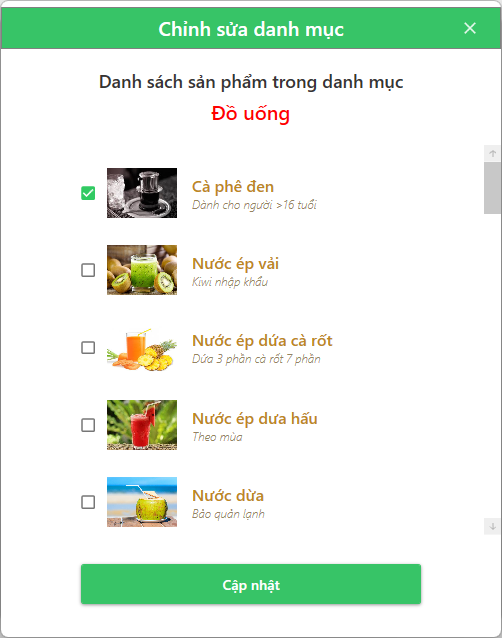 Chỉnh sửa danh mục
Danh sách sản phẩm trong danh mục
Đồ uống
Cà phê đen
Dành cho người >16 tuổi
Nước ép vải
Kiwi nhập khẩu
Nước ép dứa cà rốt
Dứa 3 phần cà rốt 7 phần
Nước ép dưa hấu
Theo mùa
Nước dừa
Bảo quản lạnh
Cập nhật